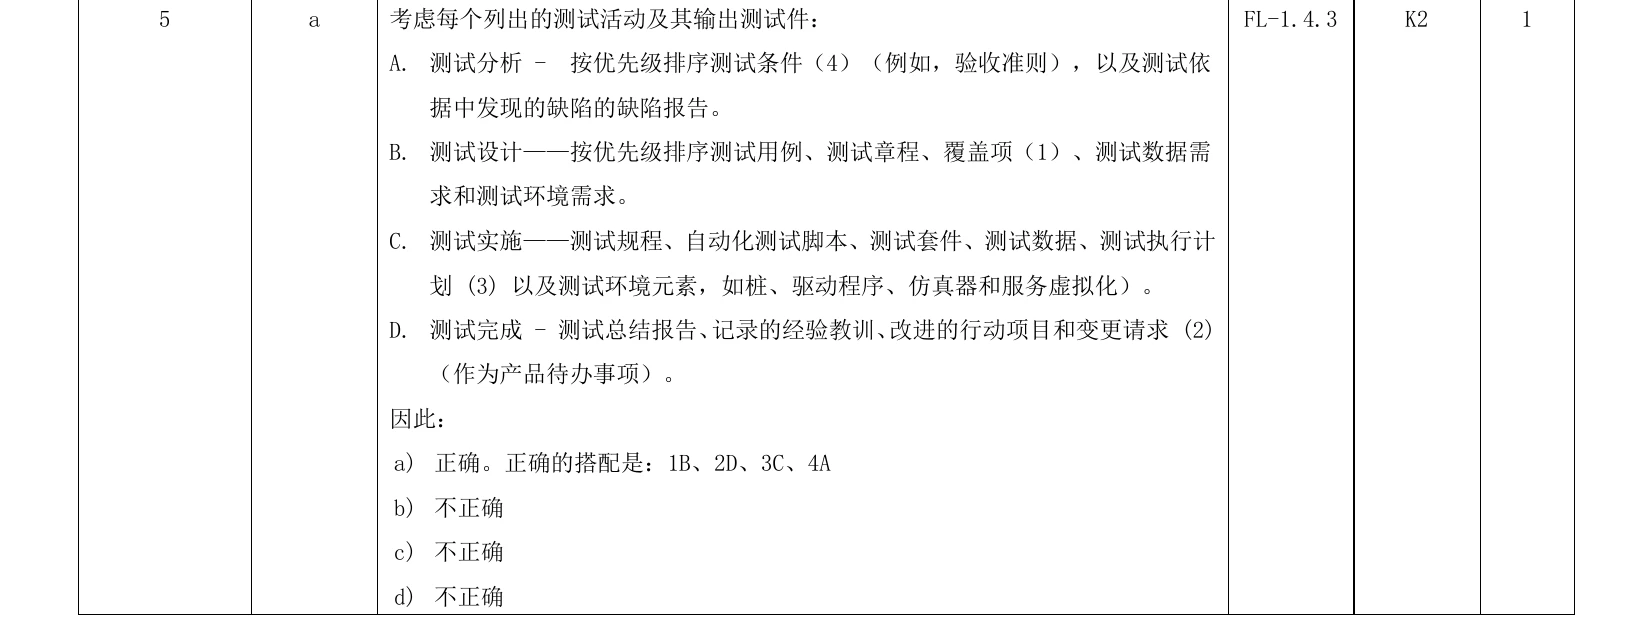 5 a 考虑每个列出的测试活动及其输出测试件: FL-1.4.3 K2 1
A. 测试分析 - 按优先级排序测试条件（4）（例如，验收准则），以及测试依
据中发现的缺陷的缺陷报告。
B. 测试设计——按优先级排序测试用例、测试章程、覆盖项（1）、测试数据需
求和测试环境需求。
C. 测试实施——测试规程、自动化测试脚本、测试套件、测试数据、测试执行计
划 (3) 以及测试环境元素，如桩、驱动程序、仿真器和服务虚拟化）。
D. 测试完成 - 测试总结报告、记录的经验教训、改进的行动项目和变更请求 (2)
（作为产品待办事项）。
因此:
a) 正确。正确的搭配是: 1B、2D、3C、4A
b) 不正确
c) 不正确
d) 不正确